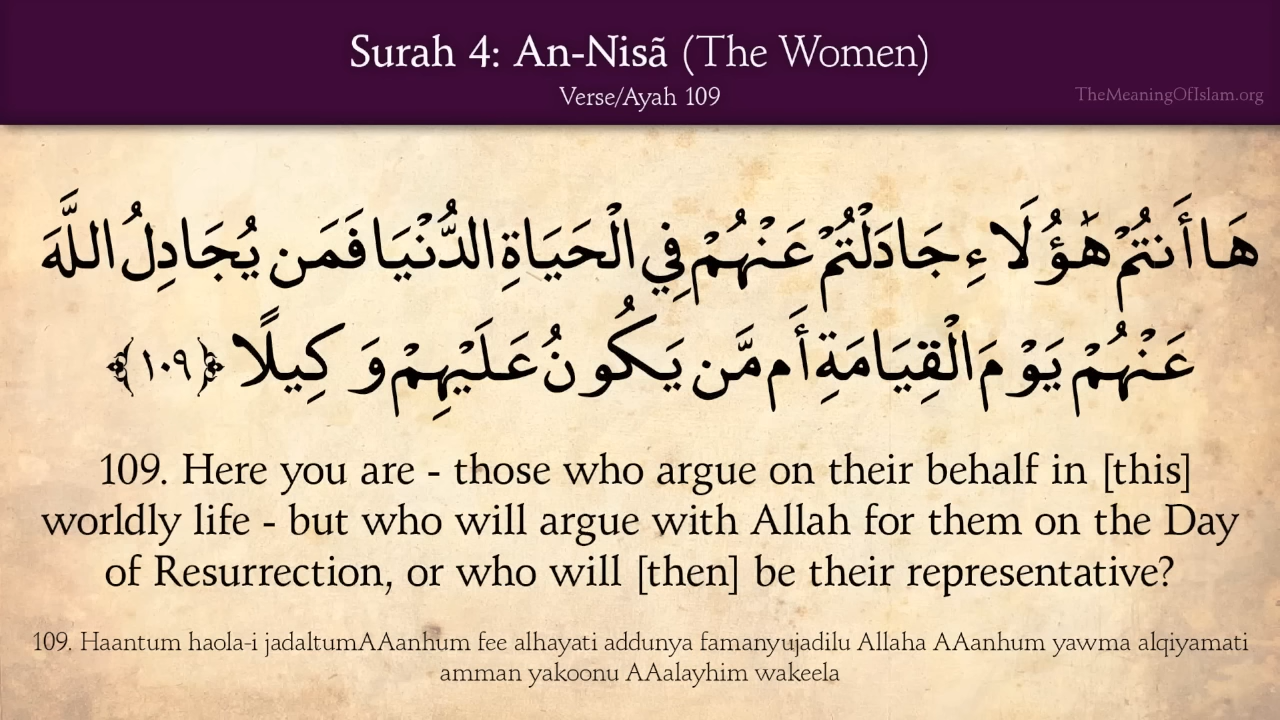 Surah 4: An-Nisã (The Women)
Verse/Ayah 109
TheMeaningOfIslam.org
هَا أَنتُمْ هَٰؤُلَاءِ جَادَلْتُمْ عَنْهُمْ فِي الْحَيَاةِ الدُّنْيَا فَمَن يُجَادِلُ اللَّهَ
عَنْهُمْ يَوْمَ الْقِيَامَةِ أَم مَّن يَكُونُ عَلَيْهِمْ وَكِيلًا ﴿١٠٩﴾
109. Here you are - those who argue on their behalf in [this]
worldly life - but who will argue with Allah for them on the Day
of Resurrection, or who will [then] be their representative?
109. Haantum haola-i jadaltumAAanhum fee alhayati addunya famanyujadilu Allaha AAanhum yawma alqiyamati
amman yakoonu AAalayhim wakeela